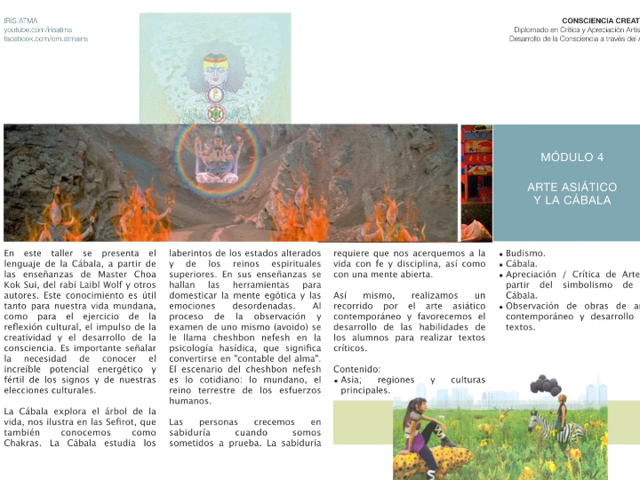 IRIS ATMA
youtube.com/irisatma
facebook.com/om.atmairis
CONSCIENCIA CREAT
Diplomado en Crítica y Apreciación Artís
Desarrollo de la Consciencia a través del A
MÓDULO 4
ARTE ASIÁTICO
Y LA CÁBALA
En este taller se presenta el
lenguaje de la Cábala, a partir de
las enseñanzas de Master Choa
Kok Sui, del rabí Laibl Wolf y otros
autores. Este conocimiento es útil
tanto para nuestra vida mundana,
como para el ejercicio de la
reflexión cultural, el impulso de la
creatividad y el desarrollo de la
consciencia. Es importante señalar
la necesidad de conocer el
increible potencial energético y
fértil de los signos y de nuestras
elecciones culturales.
La Cábala explora el árbol de la
vida, nos ilustra en las Sefirot, que
también conocemos como
Chakras. La Cábala estudia los
laberintos de los estados alterados
y de los reinos espirituales
superiores. En sus enseñanzas se
hallan las herramientas para
domesticar la mente egótica y las
emociones desordenadas. Al
proceso de la observación y
examen de uno mismo (avoido) se
le llama cheshbon nefesh en la
psicología hasídica, que significa
convertirse en "contable del alma".
El escenario del cheshbon nefesh
es lo cotidiano: lo mundano, el
reino terrestre de los esfuerzos
humanos.
Las personas crecemos en
sabiduría cuando somos
sometidos a prueba. La sabiduría
requiere que nos acerquemos a la
vida con fe y disciplina, así como
con una mente abierta.
Así mismo, realizamos un
recorrido por el arte asiático
contemporáneo y favorecemos el
desarrollo de las habilidades de
los alumnos para realizar textos
críticos.
Contenido:
• Asia; regiones y culturas
principales.
• Budismo.
• Cábala.
• Apreciación / Crítica de Arte
partir del simbolismo de
Cábala.
• Observación de obras de a
contemporáneo y desarrollo
textos.